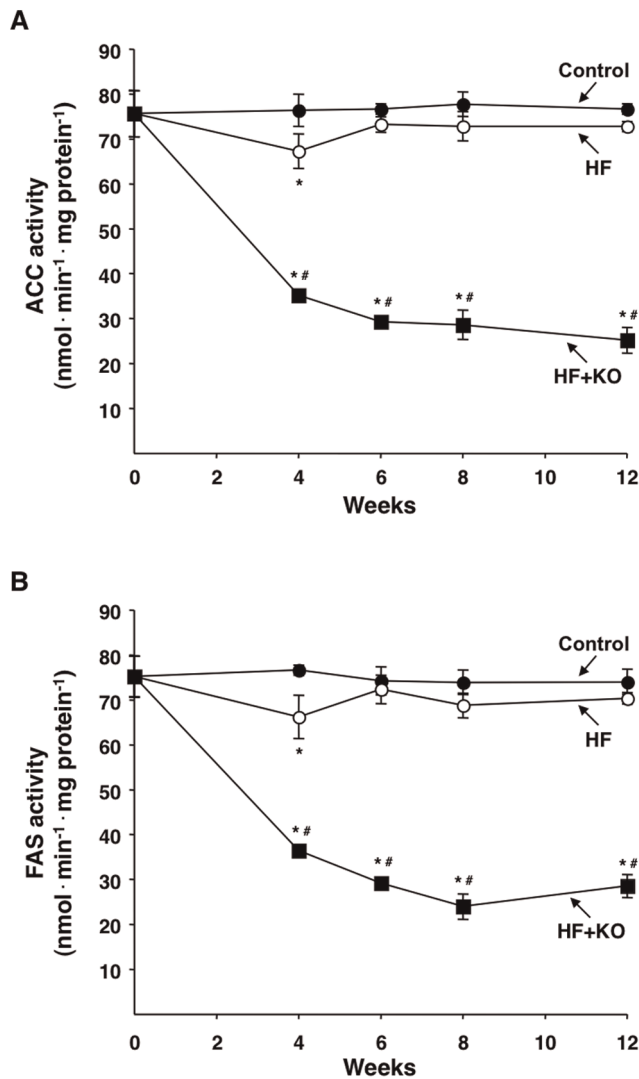 A
90
80
70
60
50
40
30
20
10
ACC activity
(nmol · min⁻¹ · mg protein⁻¹)
Control
HF
*
* #
* #
* #
* #
HF+KO
0 2 4 6 8 10 12
Weeks
B
90
80
70
60
50
40
30
20
10
FAS activity
(nmol · min⁻¹ · mg protein⁻¹)
Control
HF
*
* #
* #
* #
* #
HF+KO
0 2 4 6 8 10 12
Weeks